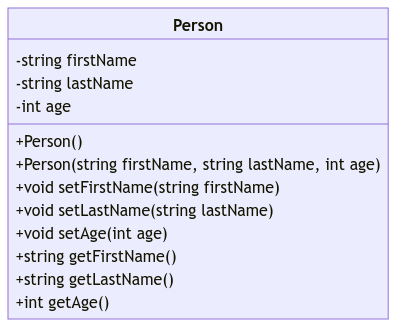 Person
-string firstName
-string lastName
-int age
+Person()
+Person(string firstName, string lastName, int age)
+void setFirstName(string firstName)
+void setLastName(string lastName)
+void setAge(int age)
+string getFirstName()
+string getLastName()
+int getAge()